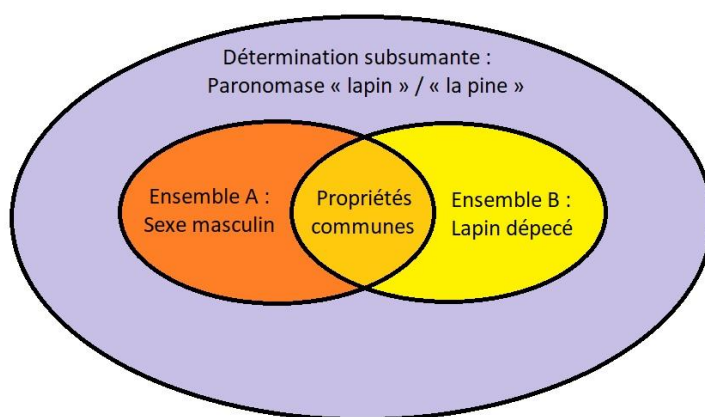 Détermination subsumante :
Paronomase « lapin » / « la pine »
Ensemble A :
Sexe masculin
Propriétés
communes
Ensemble B :
Lapin dépecé